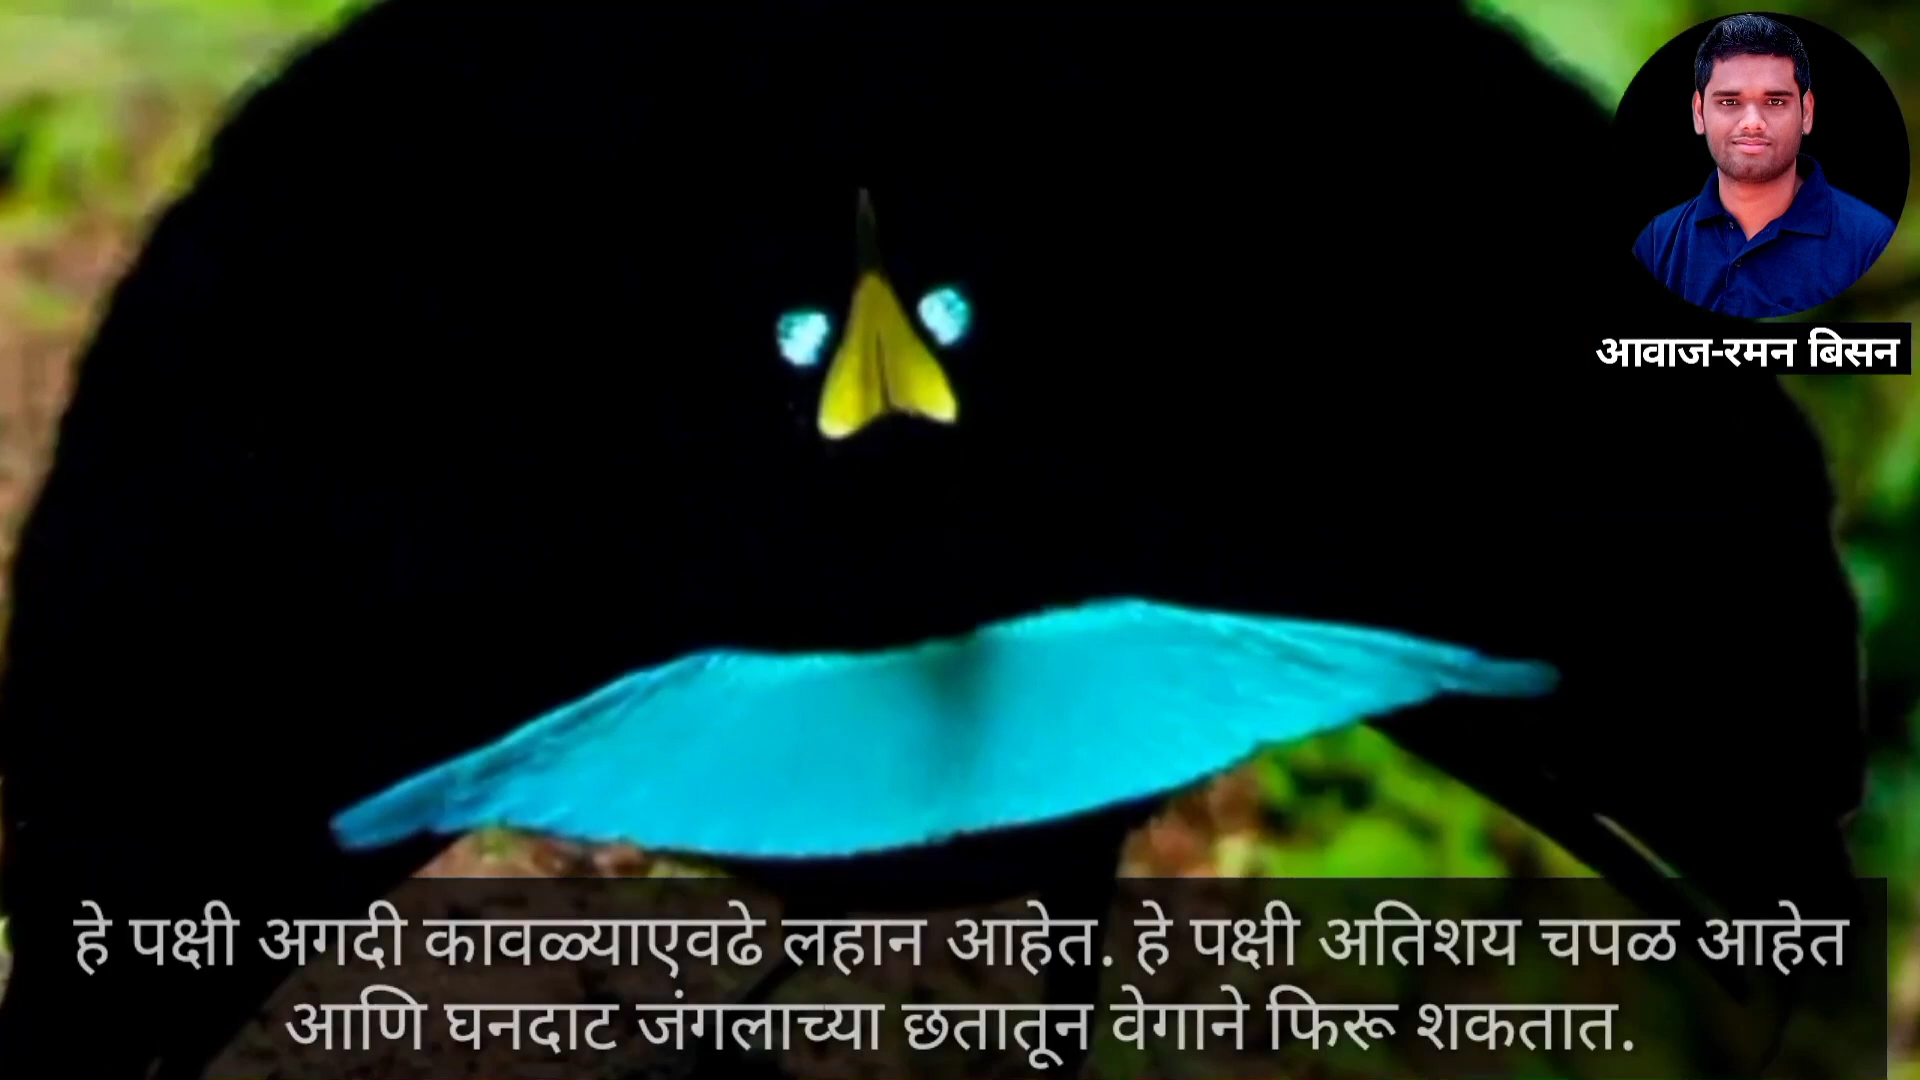 आवाज-रमन बिसन
हे पक्षी अगदी कावळ्याएवढे लहान आहेत. हे पक्षी अतिशय चपळ आहेत
आणि घनदाट जंगलाच्या छतातून वेगाने फिरू शकतात.